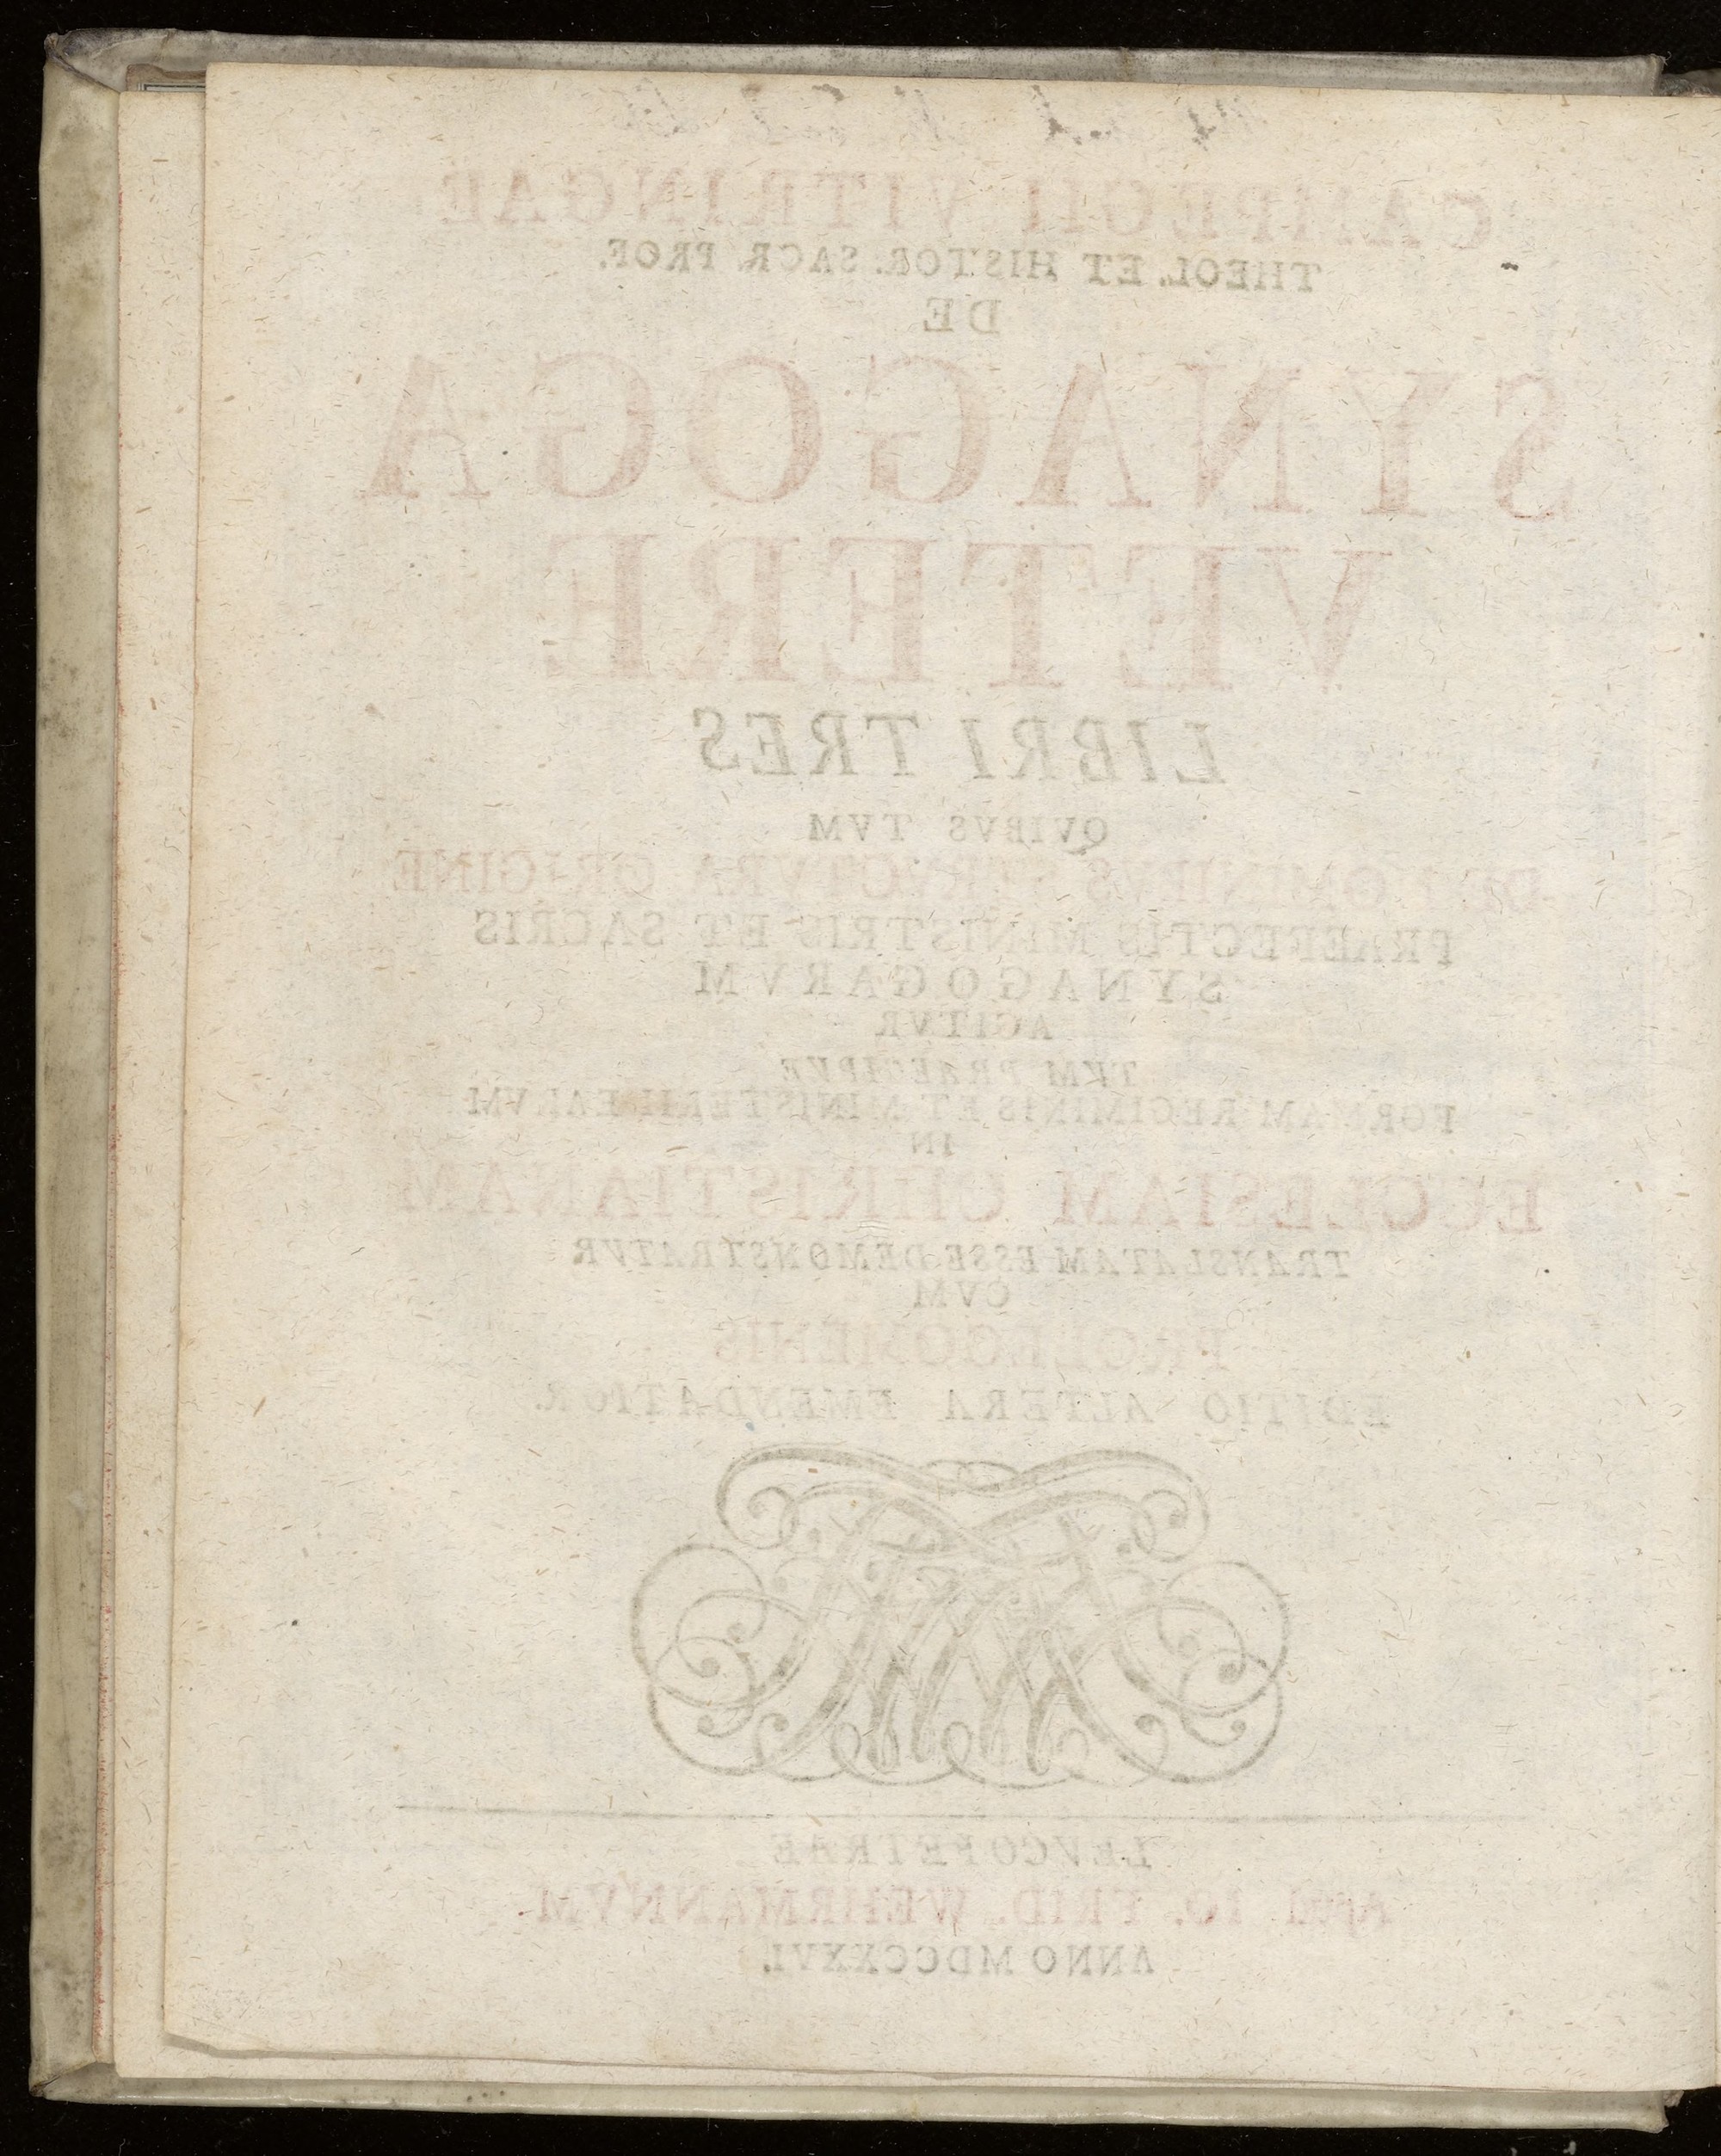 CAMPEGII VITRINGAE
THEOL. ET HISTOR. SACR. PROF.
DE
SYNAGOGA
VETERE
LIBRI TRES
QVIBVS TVM
DE NOMINIBVS STRVCTVRA ORIGINE
PRAEFECTIS MINISTRIS ET SACRIS
SYNAGOGARVM
AGITVR
TVM PRAECIPVE
FORMAM REGIMINIS ET MINISTERII EARVM
IN
ECCLESIAM CHRISTIANAM
TRANSLATAM ESSE DEMONSTRATVR
CVM
PROLEGOMENIS
EDITIO ALTERA EMENDATIOR.
LEVCOPETRAE
Apud IO. FRID. WEHRMANNVM
ANNO MDCCXXVI.